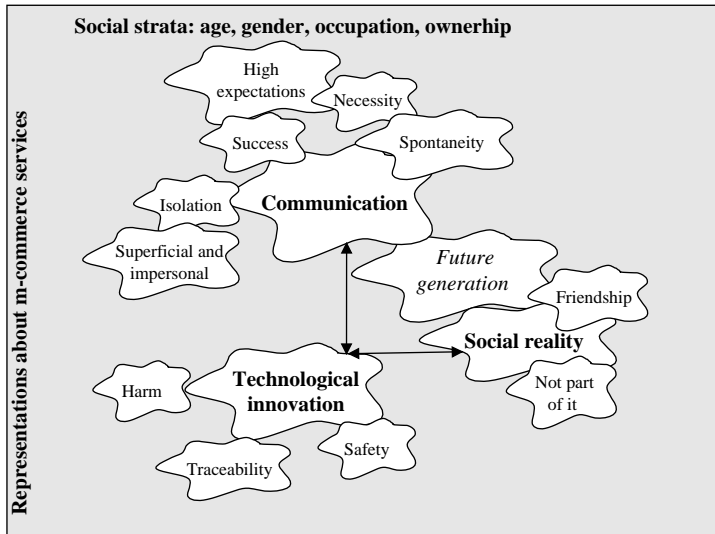 Social strata: age, gender, occupation, ownerhip
Representations about m-commerce services
High
expectations
Necessity
Success
Spontaneity
Isolation
Communication
Superficial and
impersonal
Future
generation
Friendship
Social reality
Technological
innovation
Harm
Not part
of it
Safety
Traceability